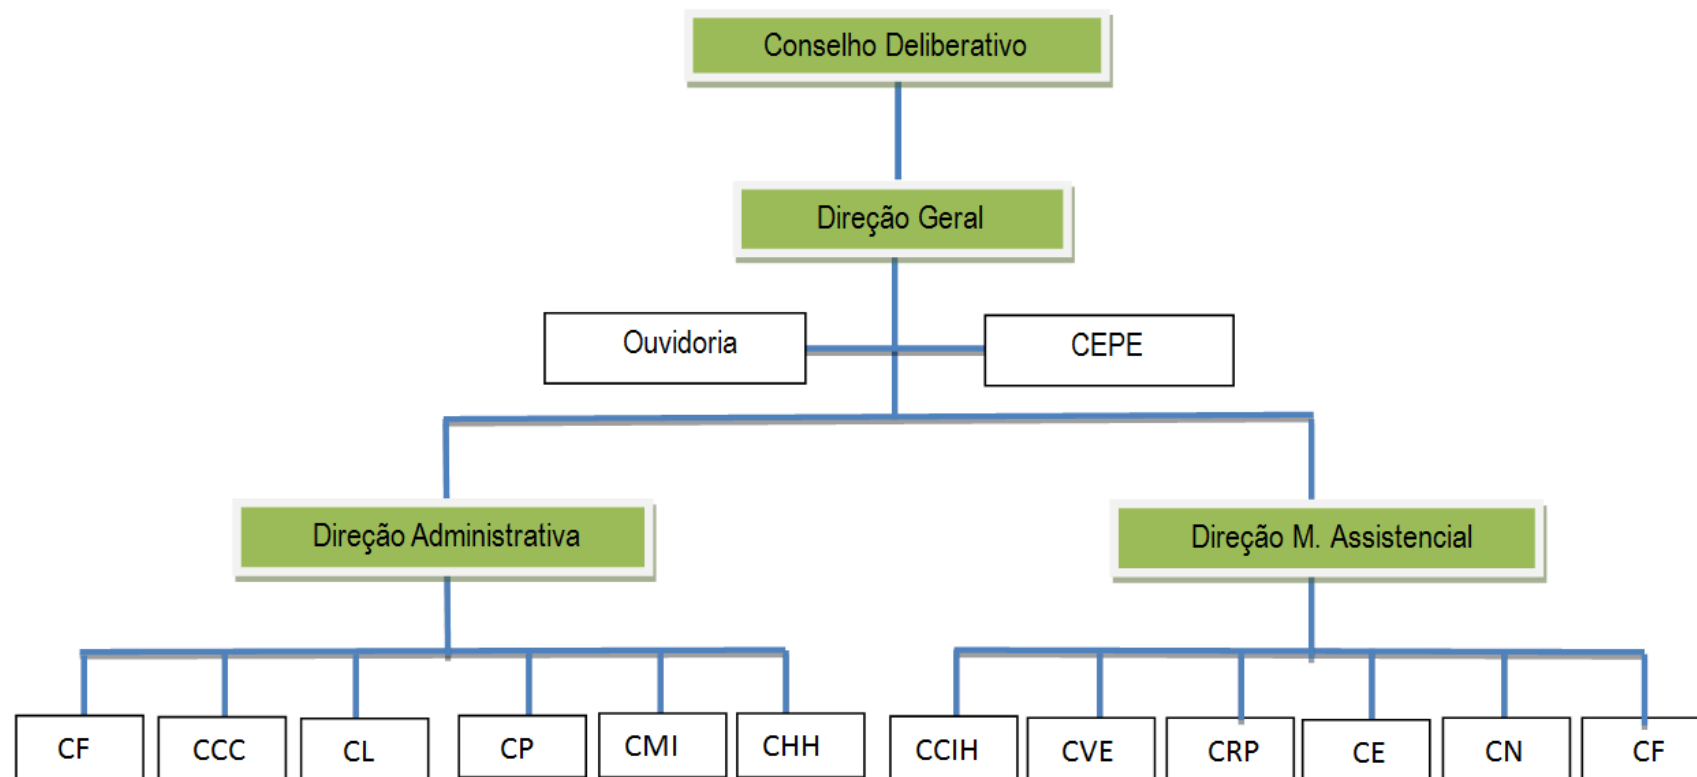 Conselho Deliberativo
Direção Geral
Ouvidoria
CEPE
Direção Administrativa
Direção M. Assistencial
CF
CCC
CL
CP
CMI
CHH
CCIH
CVE
CRP
CE
CN
CF